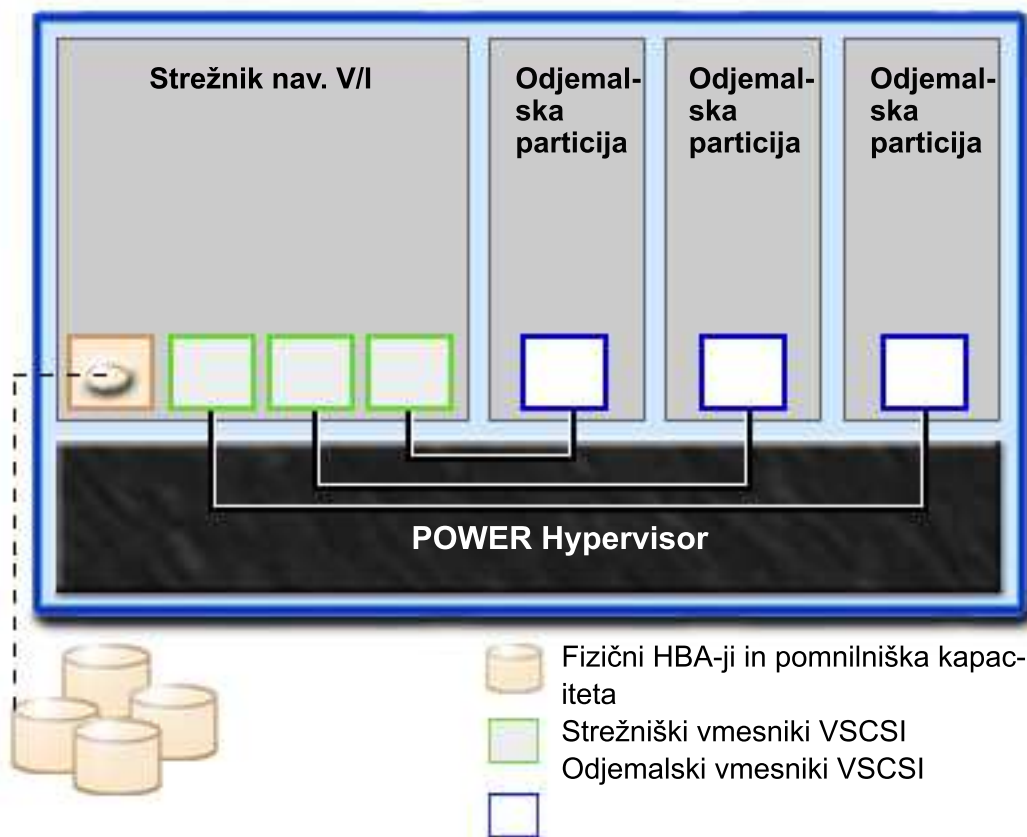 Strežnik nav. V/I
Odjemal-
ska
particija
Odjemal-
ska
particija
Odjemal-
ska
particija
POWER Hypervisor
Fizični HBA-ji in pomnilniška kapac-
iteta
Strežniški vmesniki VSCSI
Odjemalski vmesniki VSCSI